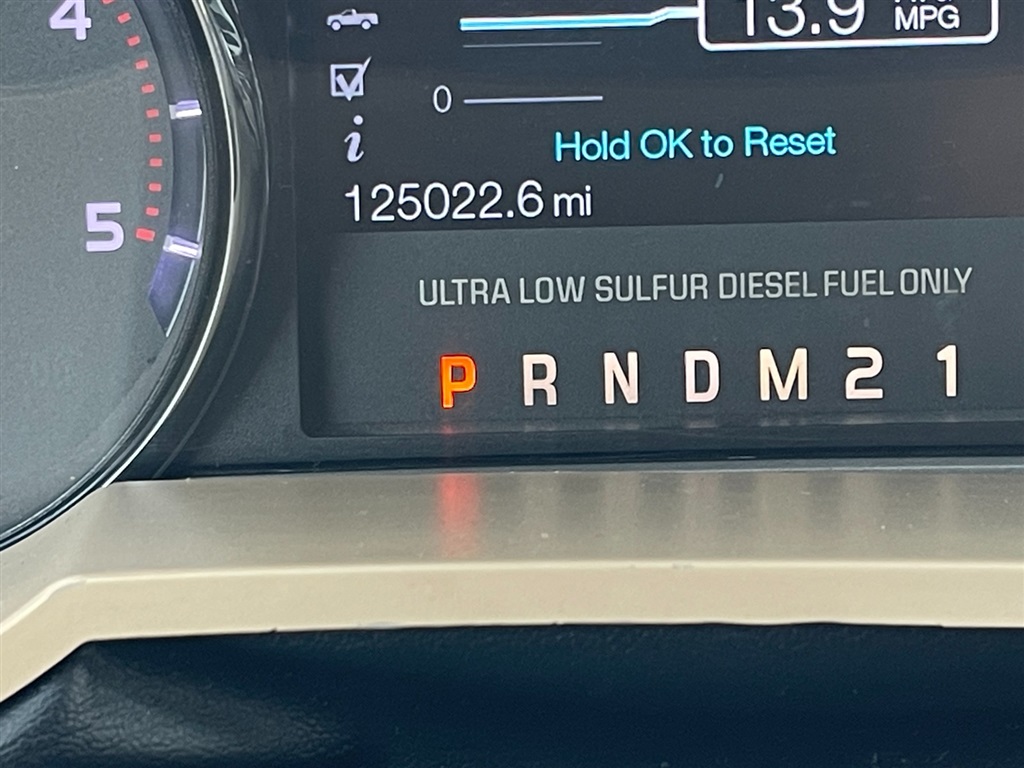 4
13.9 MPG
0
Hold OK to Reset
125022.6 mi
5
ULTRA LOW SULFUR DIESEL FUEL ONLY
P R N D M 2 1